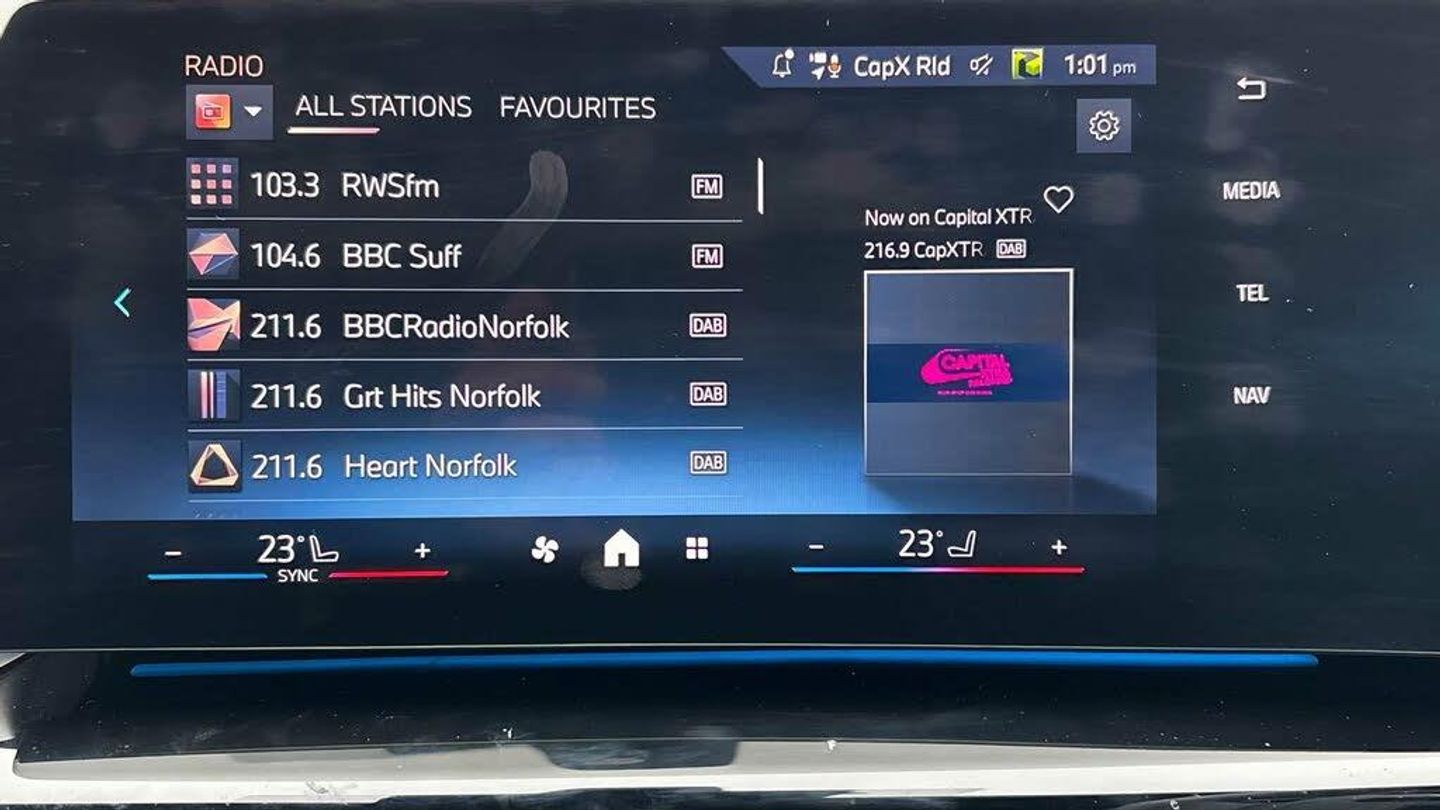 RADIO
CapX Rld 1:01 pm
ALL STATIONS FAVOURITES
103.3 RWSfm FM
104.6 BBC Suff FM
211.6 BBCRadioNorfolk DAB
211.6 Grt Hits Norfolk DAB
211.6 Heart Norfolk DAB
Now on Capital XTR
216.9 CapXTR DAB
CAPITAL
MEDIA
TEL
NAV
− 23° +
SYNC
− 23° +